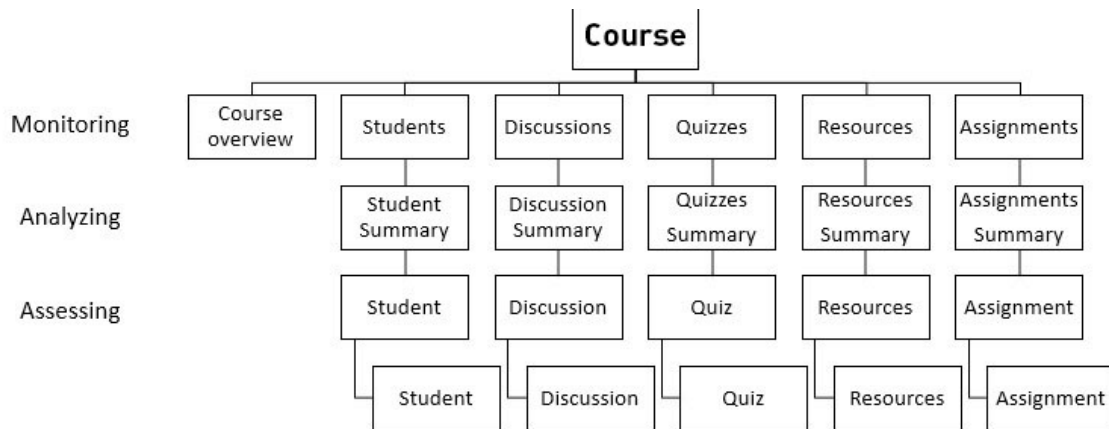 Course
Monitoring
Course
overview
Students
Discussions
Quizzes
Resources
Assignments
Analyzing
Student
Summary
Discussion
Summary
Quizzes
Summary
Resources
Summary
Assignments
Summary
Assessing
Student
Discussion
Quiz
Resources
Assignment
Student
Discussion
Quiz
Resources
Assignment